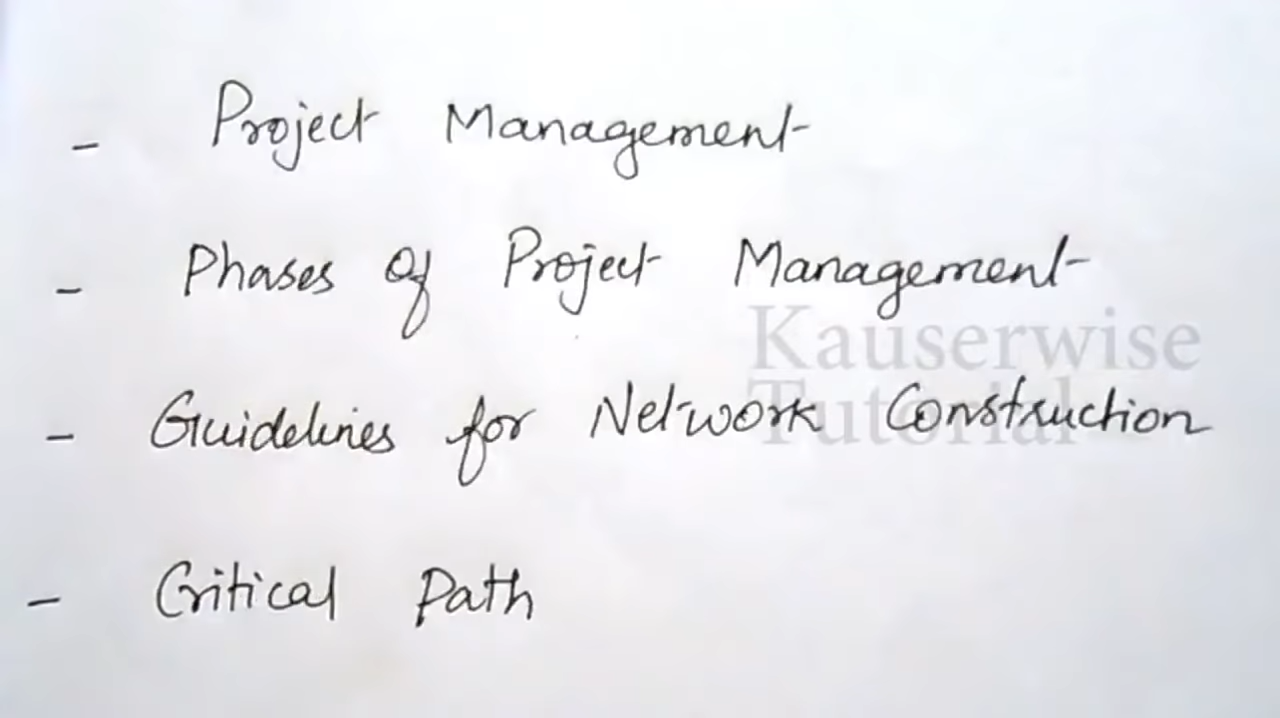 - Project Management
- Phases Of Project Management
Kauserwise
- Guidelines for Network Construction
Tutorial
- Critical Path